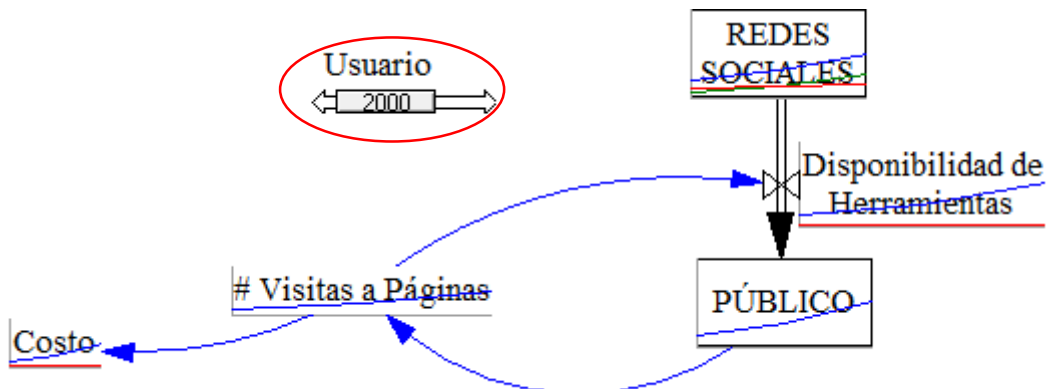 REDES
SOCIALES
Usuario
2000
Disponibilidad de
Herramientas
# Visitas a Páginas
PÚBLICO
Costo